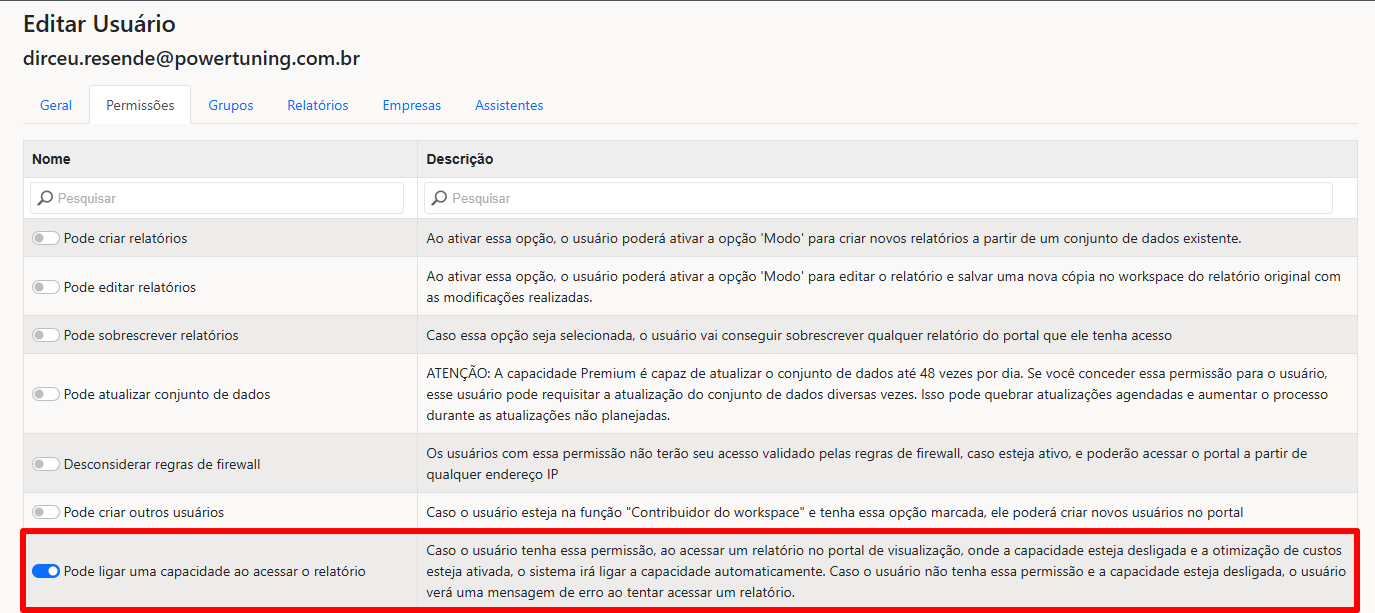 Editar Usuário
dirceu.resende@powertuning.com.br
Geral Permissões Grupos Relatórios Empresas Assistentes
Nome Descrição
Pesquisar Pesquisar
Pode criar relatórios Ao ativar essa opção, o usuário poderá ativar a opção 'Modo' para criar novos relatórios a partir de um conjunto de dados existente.
Pode editar relatórios Ao ativar essa opção, o usuário poderá ativar a opção 'Modo' para editar o relatório e salvar uma nova cópia no workspace do relatório original com
as modificações realizadas.
Pode sobrescrever relatórios Caso essa opção seja selecionada, o usuário vai conseguir sobrescrever qualquer relatório do portal que ele tenha acesso
Pode atualizar conjunto de dados ATENÇÃO: A capacidade Premium é capaz de atualizar o conjunto de dados até 48 vezes por dia. Se você conceder essa permissão para o usuário,
esse usuário pode requisitar a atualização do conjunto de dados diversas vezes. Isso pode quebrar atualizações agendadas e aumentar o processo
durante as atualizações não planejadas.
Desconsiderar regras de firewall Os usuários com essa permissão não terão seu acesso validado pelas regras de firewall, caso esteja ativo, e poderão acessar o portal a partir de
qualquer endereço IP
Pode criar outros usuários Caso o usuário esteja na função "Contribuidor do workspace" e tenha essa opção marcada, ele poderá criar novos usuários no portal
Pode ligar uma capacidade ao acessar o relatório Caso o usuário tenha essa permissão, ao acessar um relatório no portal de visualização, onde a capacidade esteja desligada e a otimização de custos
esteja ativada, o sistema irá ligar a capacidade automaticamente. Caso o usuário não tenha essa permissão e a capacidade esteja desligada, o usuário
verá uma mensagem de erro ao tentar acessar um relatório.